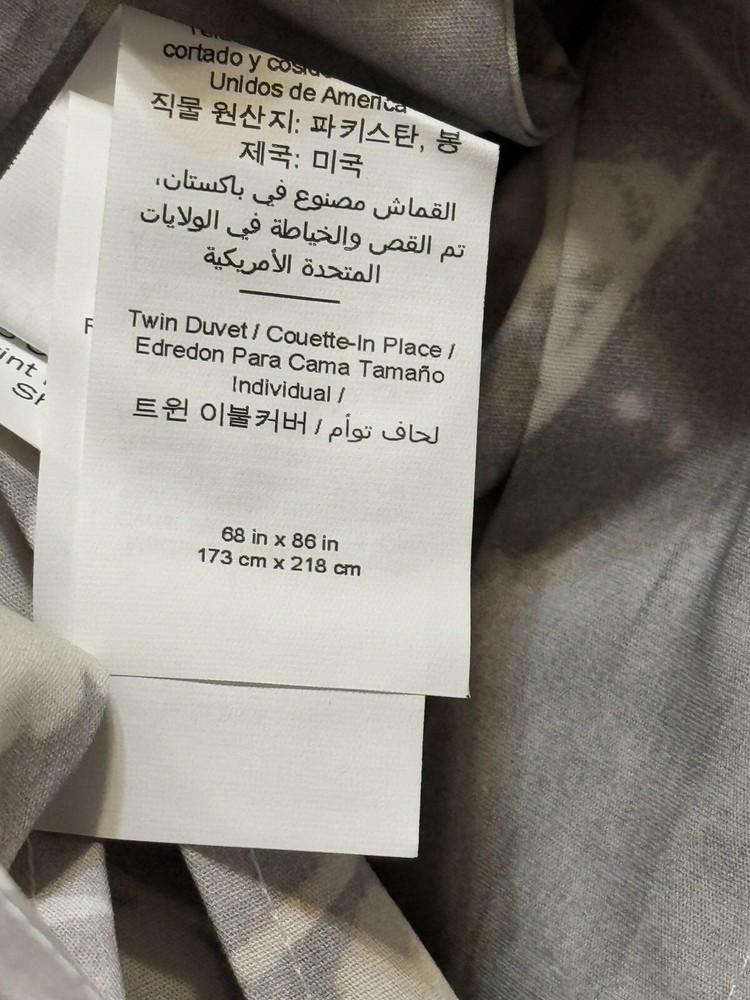 cortado y
Unidos de America
직물 원산지: 파키스탄, 봉
제국: 미국
القماش مصنوع في باكستان،
تم القص والخياطة في الولايات
المتحدة الأمريكية
Twin Duvet / Couette-In Place /
Edredon Para Cama Tamaño
Individual /
트윈 이불커버 / لحاف توأم
68 in x 86 in
173 cm x 218 cm